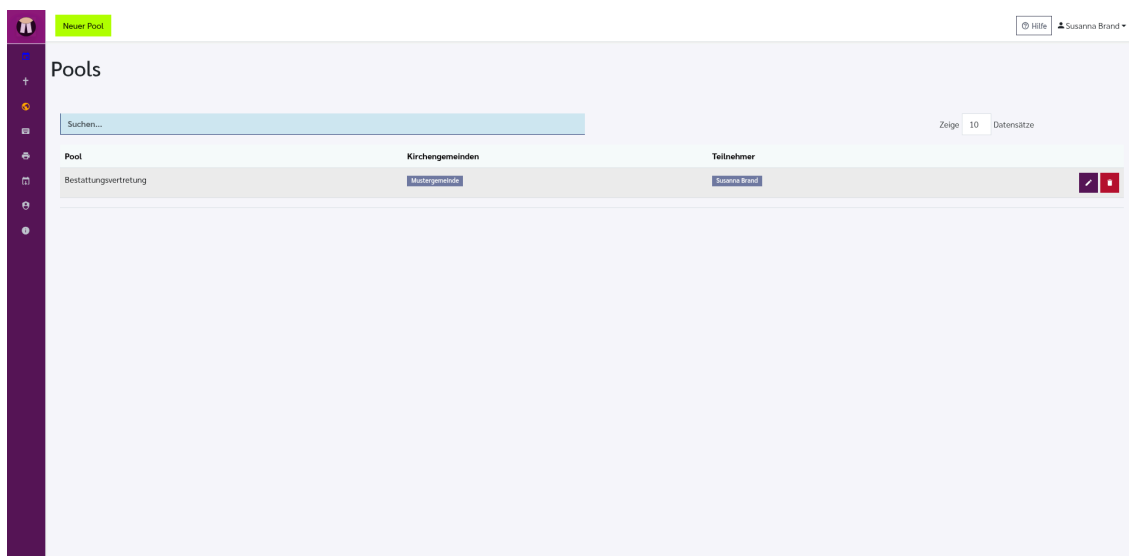 Neuer Pool
Hilfe Susanna Brand
Pools
Suchen...
Zeige 10 Datensätze
Pool Kirchengemeinden Teilnehmer
Bestattungsvertretung Mustergemeinde Susanna Brand